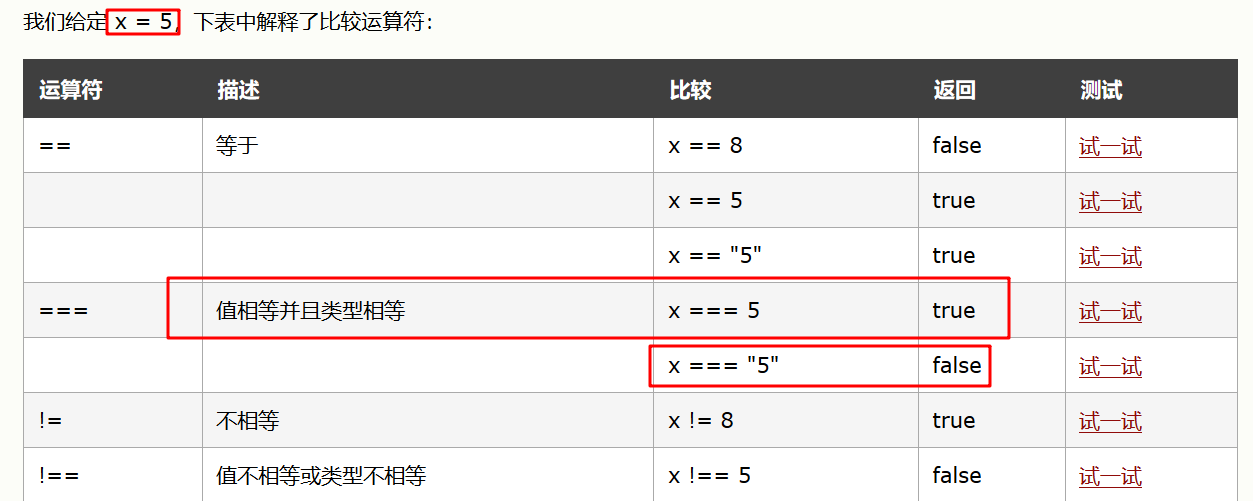 我们给定 x = 5，下表中解释了比较运算符：
运算符 描述 比较 返回 测试
== 等于 x == 8 false 试一试
x == 5 true 试一试
x == "5" true 试一试
=== 值相等并且类型相等 x === 5 true 试一试
x === "5" false 试一试
!= 不相等 x != 8 true 试一试
!== 值不相等或类型不相等 x !== 5 false 试一试